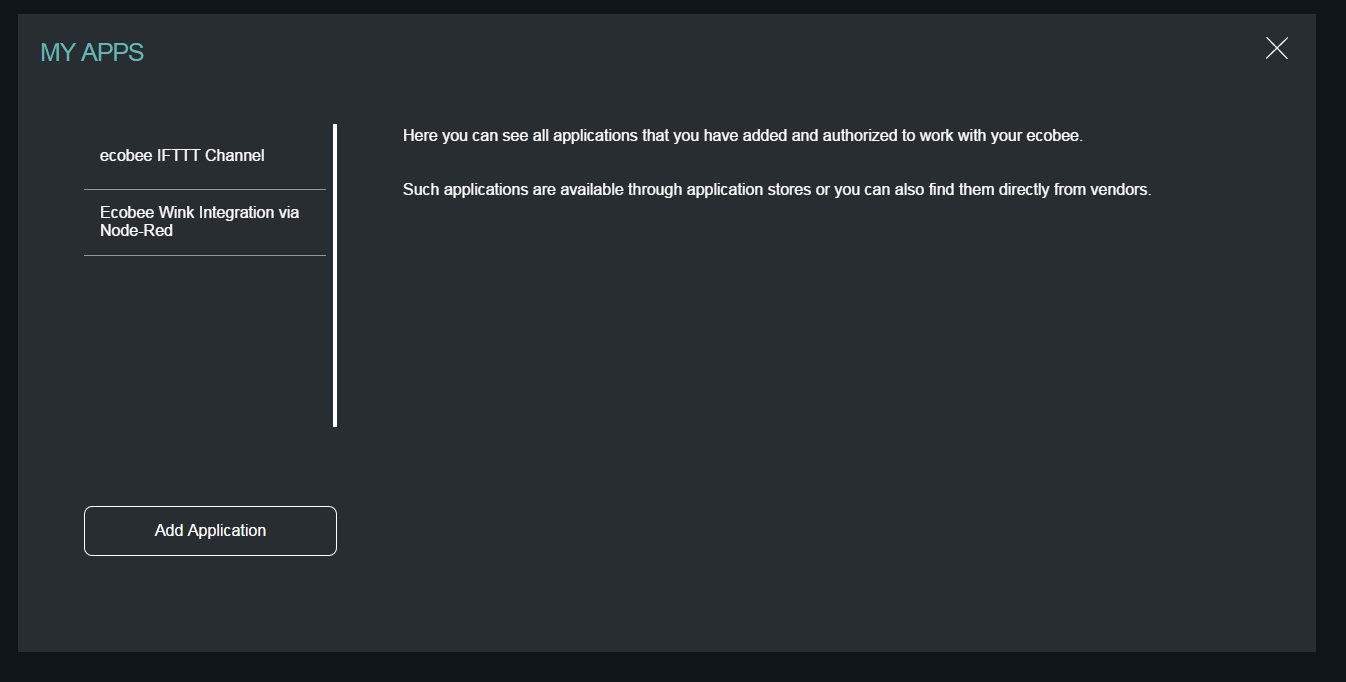 MY APPS
ecobee IFTTT Channel
Ecobee Wink Integration via
Node-Red
Add Application
Here you can see all applications that you have added and authorized to work with your ecobee.
Such applications are available through application stores or you can also find them directly from vendors.